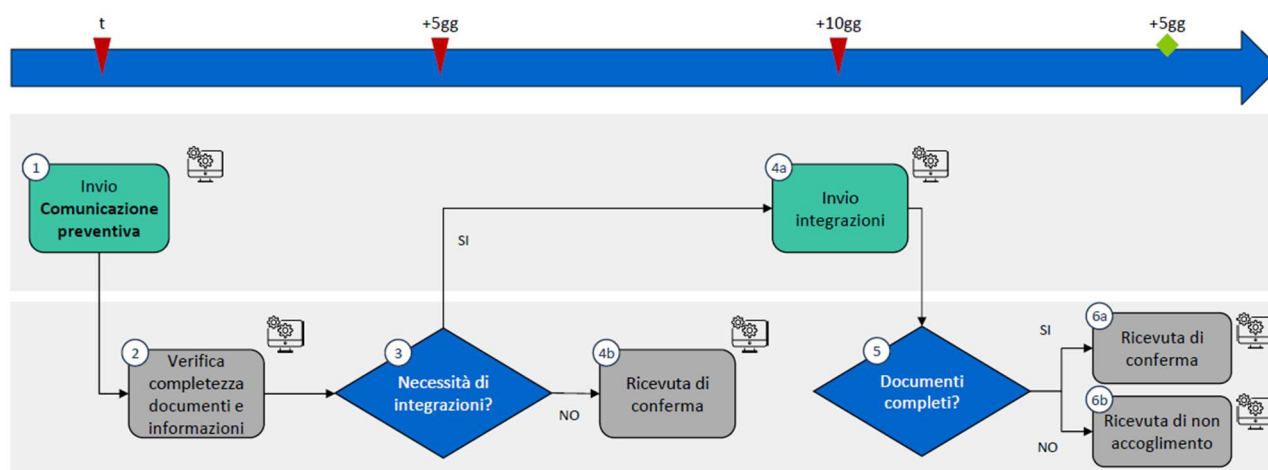 t
+5gg
+10gg
+5gg
1
Invio
Comunicazione
preventiva
4a
Invio
integrazioni
SI
2
Verifica
completezza
documenti e
informazioni
3
Necessità di
integrazioni?
NO
4b
Ricevuta di
conferma
5
Documenti
completi?
SI
6a
Ricevuta di
conferma
NO
6b
Ricevuta di non
accoglimento